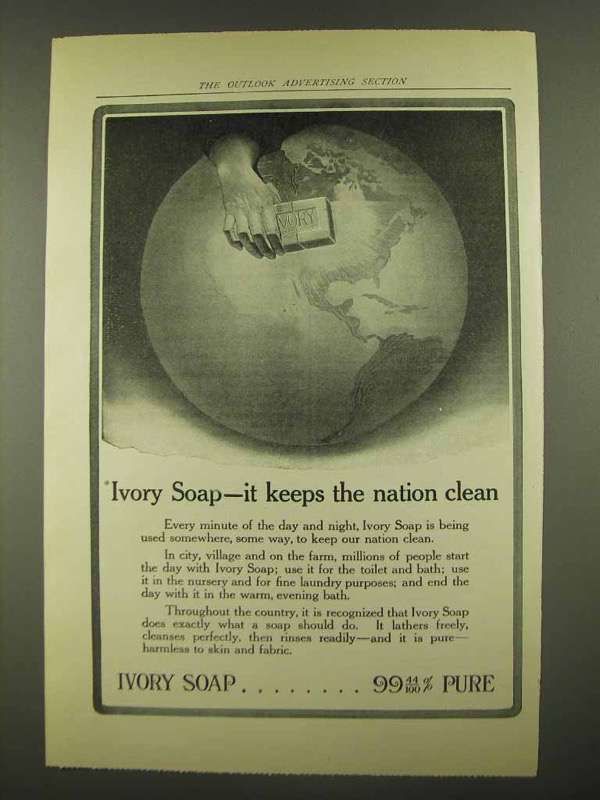 THE OUTLOOK ADVERTISING SECTION
IVORY
Ivory Soap—it keeps the nation clean
Every minute of the day and night, Ivory Soap is being
used somewhere, some way, to keep our nation clean.
In city, village and on the farm, millions of people start
the day with Ivory Soap; use it for the toilet and bath; use
it in the nursery and for fine laundry purposes; and end the
day with it in the warm, evening bath.
Throughout the country, it is recognized that Ivory Soap
does exactly what a soap should do. It lathers freely,
cleanses perfectly, then rinses readily—and it is pure—
harmless to skin and fabric.
IVORY SOAP . . . . . . . . 99 44/100 % PURE